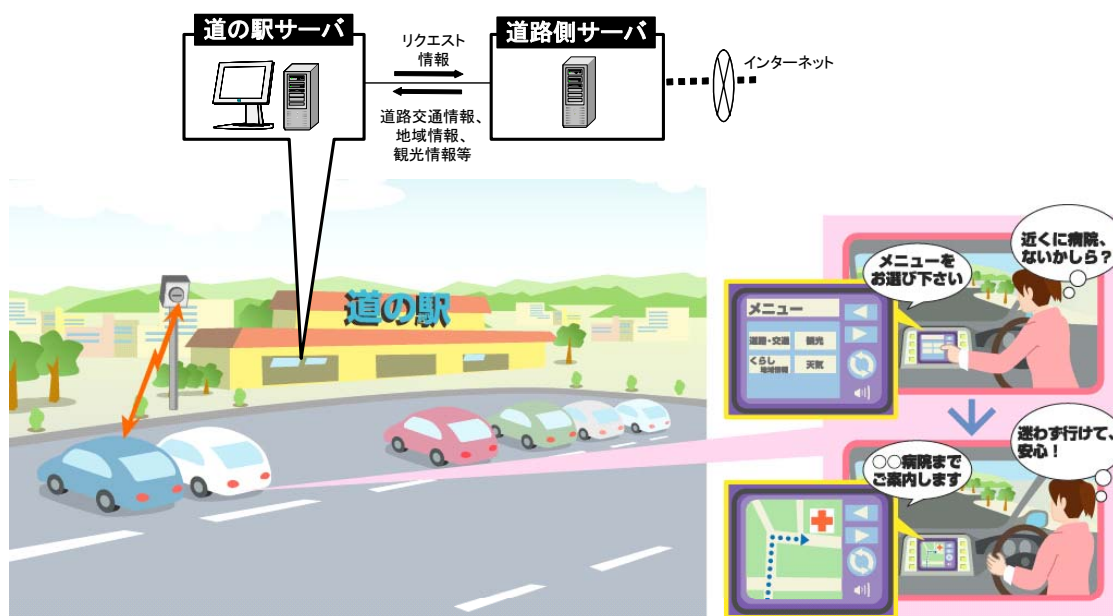 道の駅サーバ
リクエスト
情報
道路交通情報、
地域情報、
観光情報等
道路側サーバ
インターネット
道の駅
近くに病院、
ないかしら？
メニューを
お選び下さい
メニュー
道路・交通
観光
くらし
地域情報
天気
迷わず行けて、
安心！
○○病院まで
ご案内します